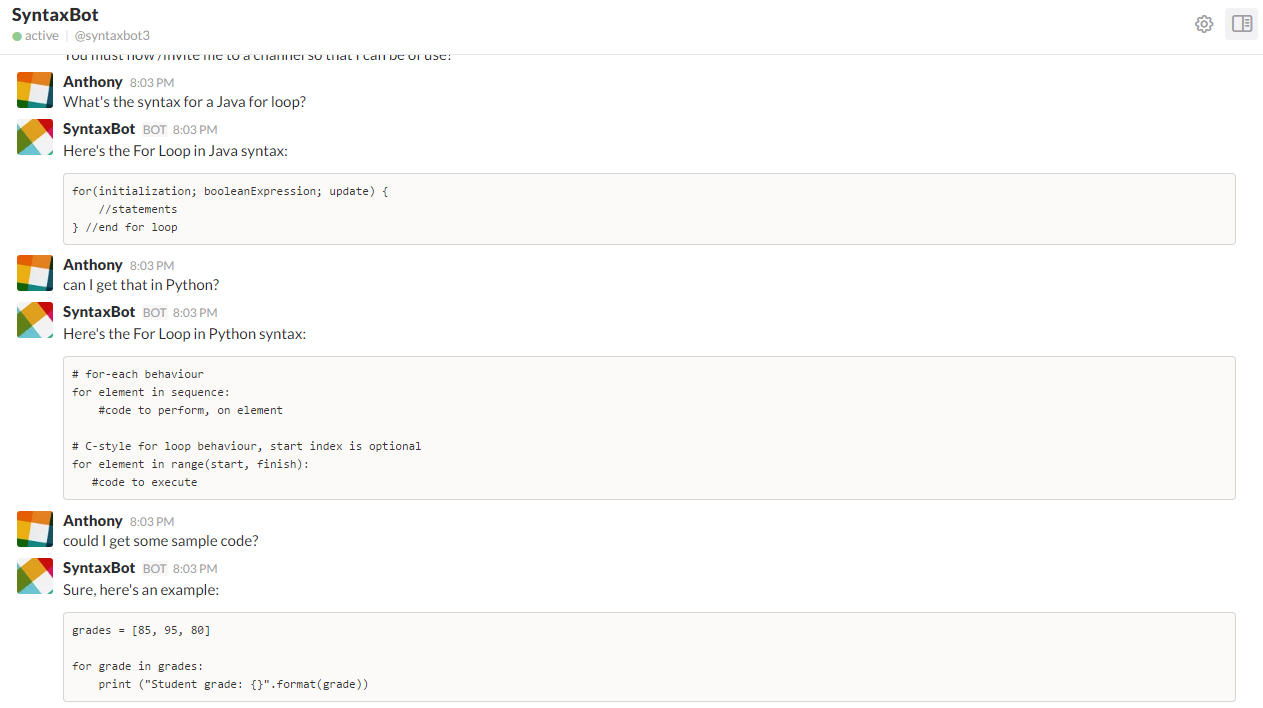 SyntaxBot
active | @syntaxbot3
You must now /invite me to a channel so that I can be of use!
Anthony 8:03 PM
What's the syntax for a Java for loop?
SyntaxBot BOT 8:03 PM
Here's the For Loop in Java syntax:
for(initialization; booleanExpression; update) {
    //statements
} //end for loop
Anthony 8:03 PM
can I get that in Python?
SyntaxBot BOT 8:03 PM
Here's the For Loop in Python syntax:
# for-each behaviour
for element in sequence:
    #code to perform, on element
# C-style for loop behaviour, start index is optional
for element in range(start, finish):
   #code to execute
Anthony 8:03 PM
could I get some sample code?
SyntaxBot BOT 8:03 PM
Sure, here's an example:
grades = [85, 95, 80]
for grade in grades:
    print ("Student grade: {}".format(grade))